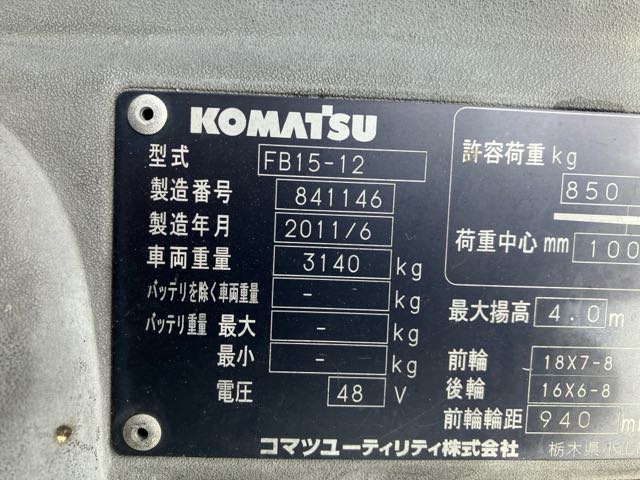 KOMATSU
型式 FB15-12
製造番号 841146
製造年月 2011/6
車両重量 3140 kg
バッテリを除く車両重量 - kg
バッテリ重量 最大 - kg
最小 - kg
電圧 48 V
許容荷重 kg
850
荷重中心 mm 100
最大揚高 4.0 m
前輪 18X7-8
後輪 16X6-8
前輪輪距 940 m
コマツユーティリティ株式会社 栃木県